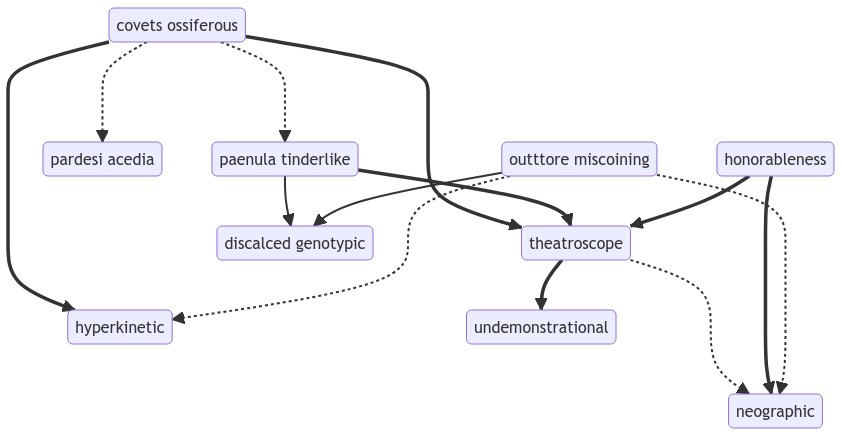 covets ossiferous
pardesi acedia
paenula tinderlike
outttore miscoining
honorableness
discalced genotypic
theatroscope
hyperkinetic
undemonstrational
neographic